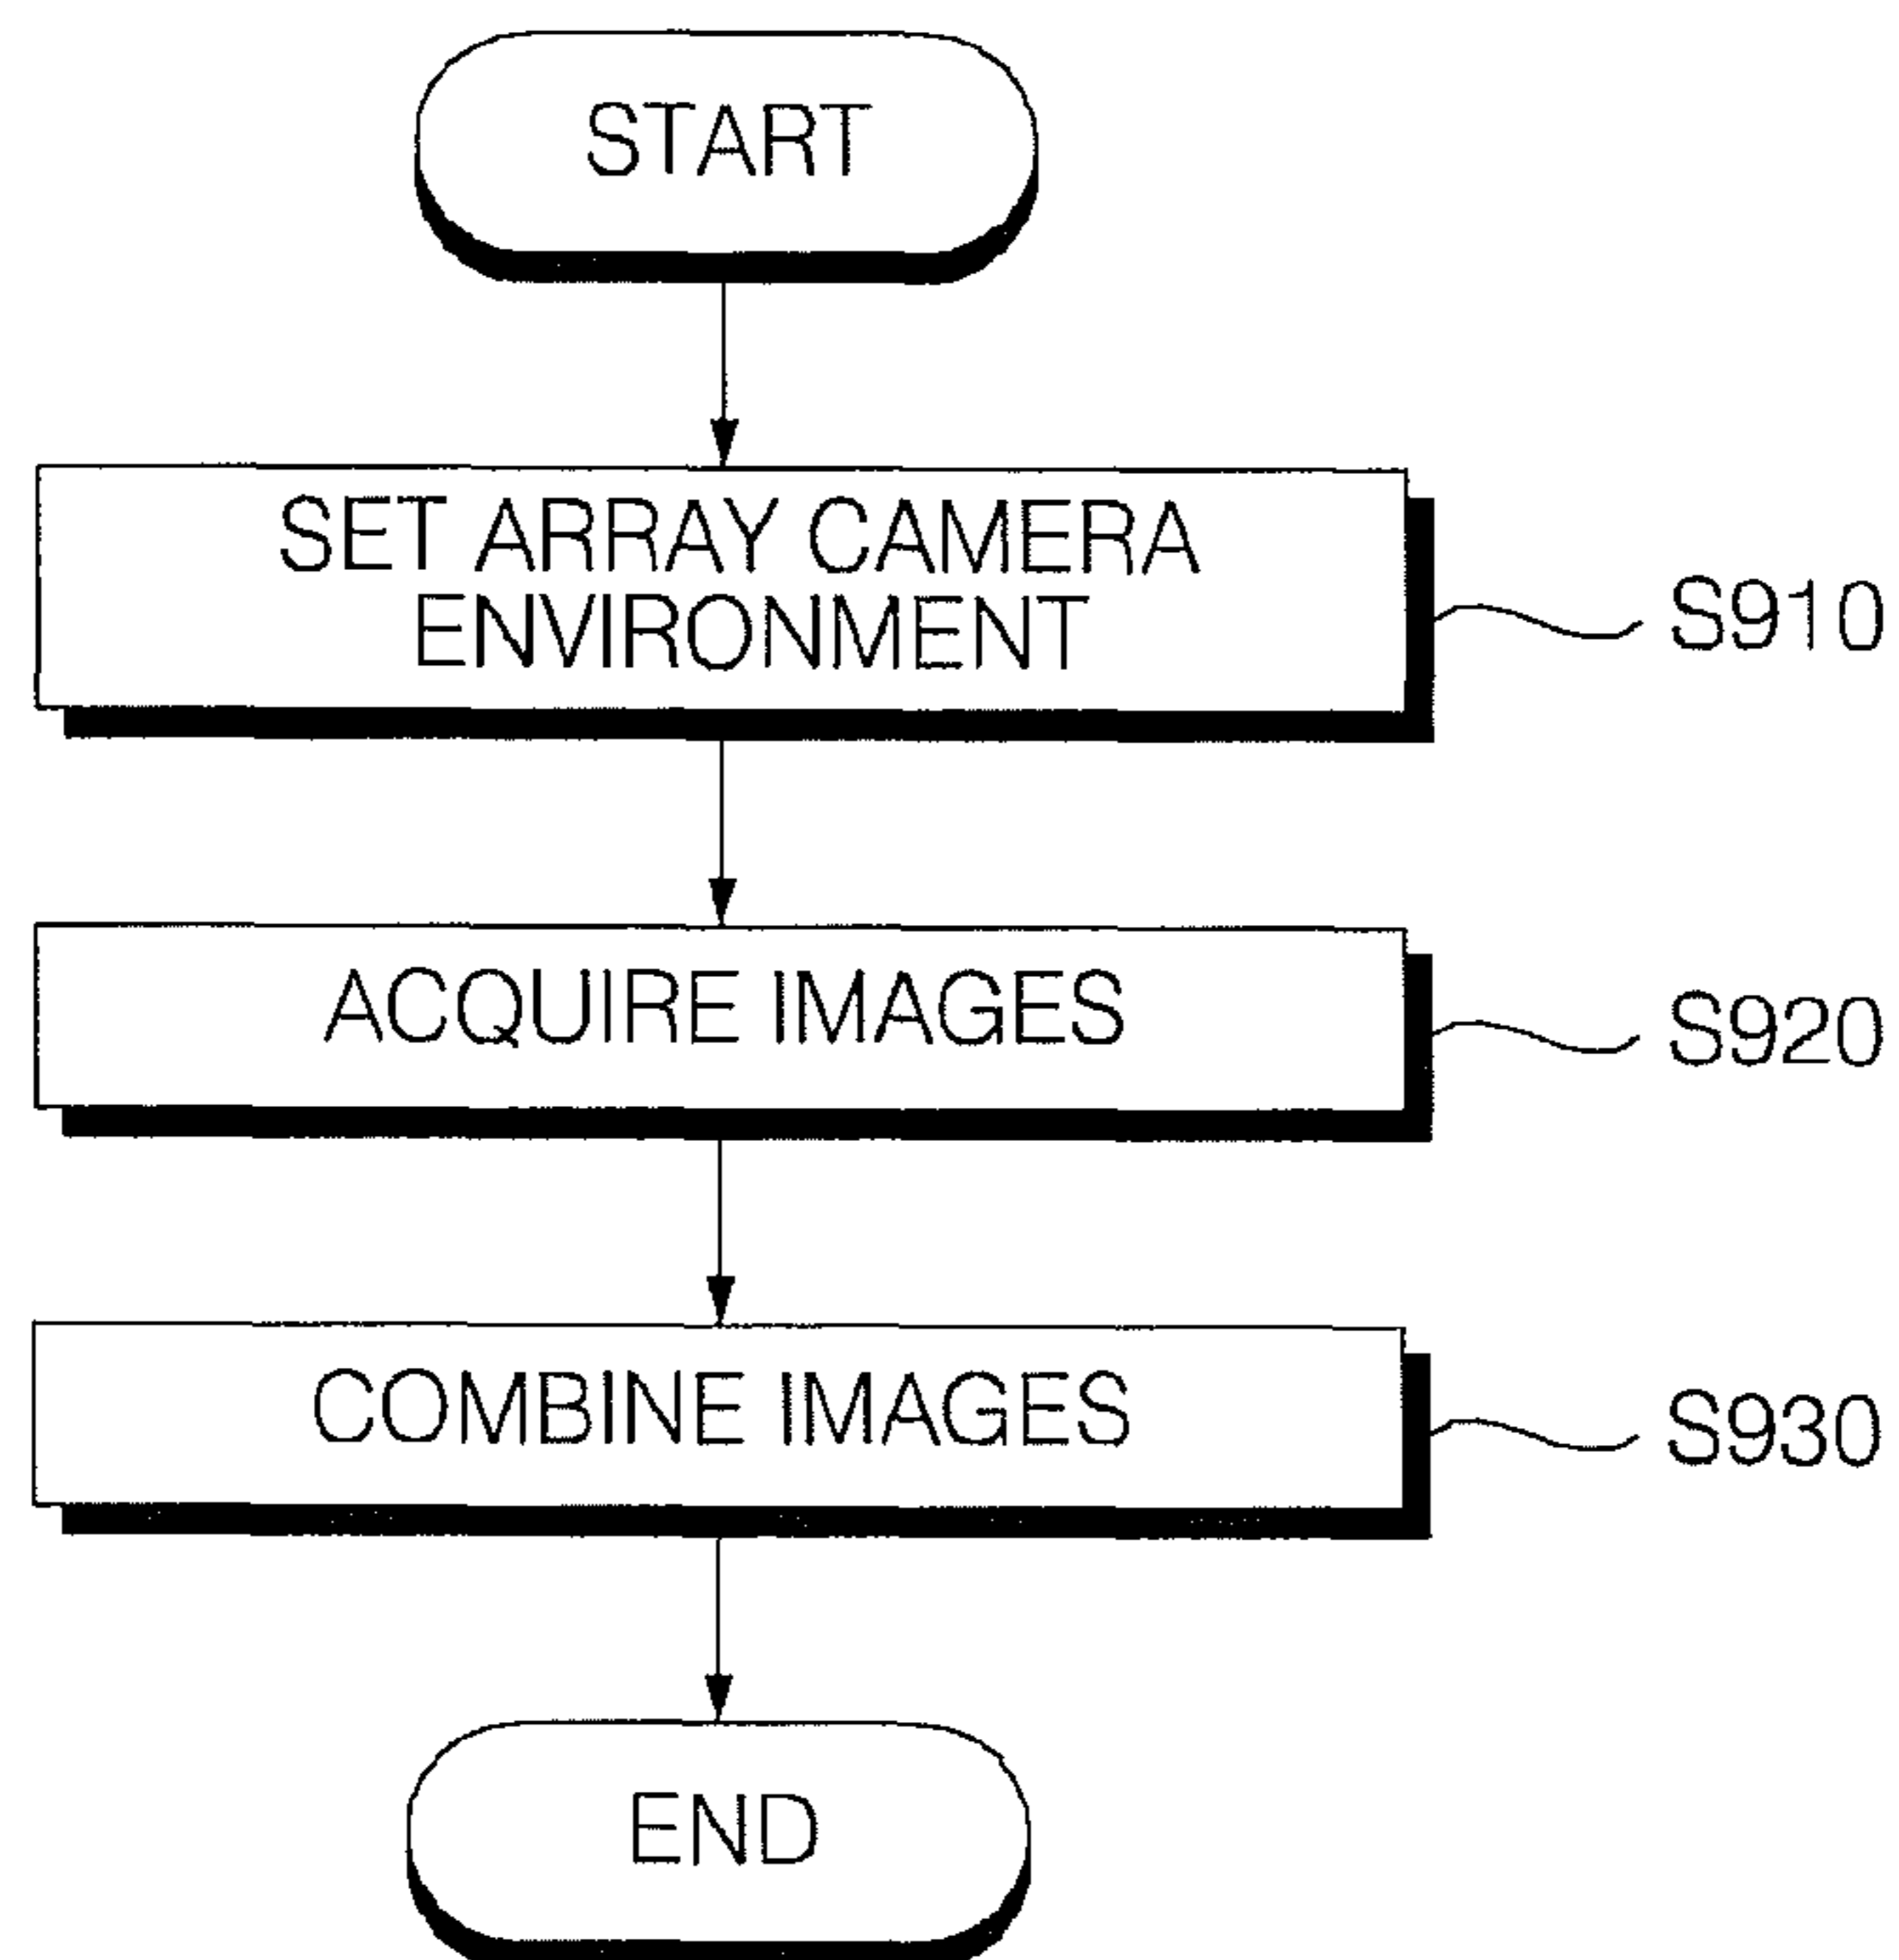 START
SET ARRAY CAMERA
ENVIRONMENT
S910
ACQUIRE IMAGES
S920
COMBINE IMAGES
S930
END